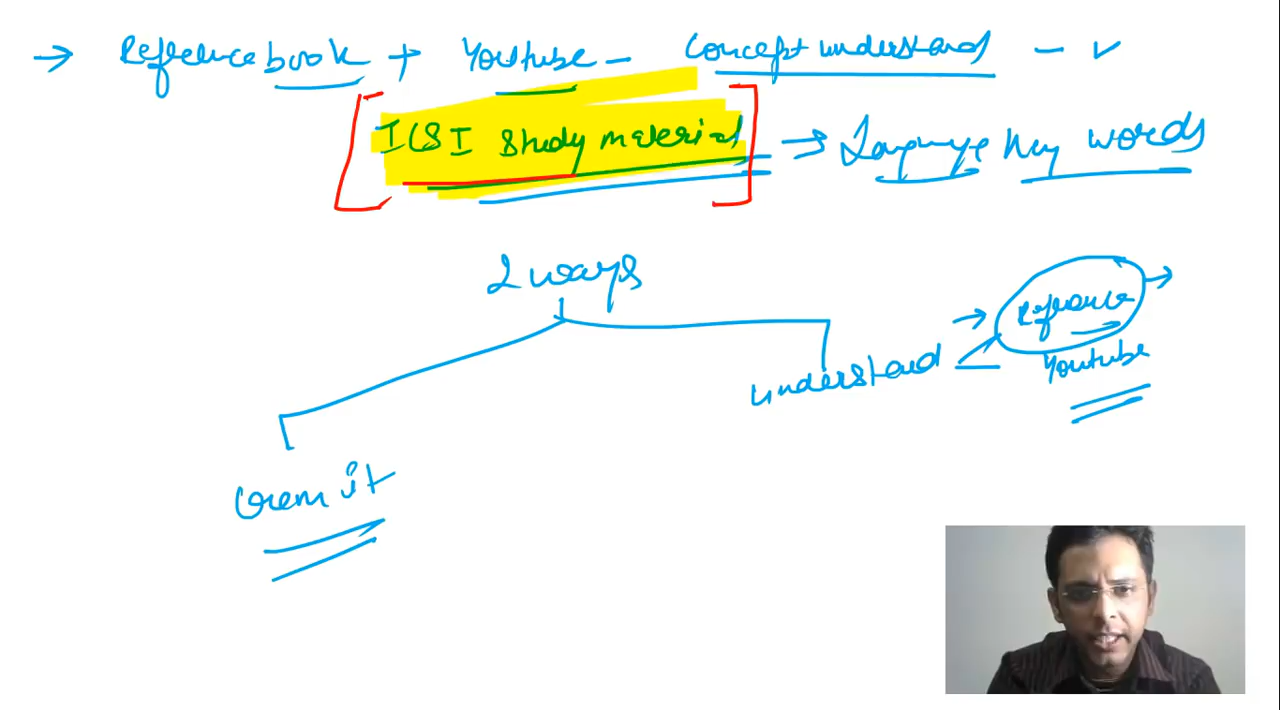 → Reference book + Youtube - Concept understand - ✓
[ICSI Study material] → Language key words
2 ways
→ Reference →
understand
Youtube
Cram it